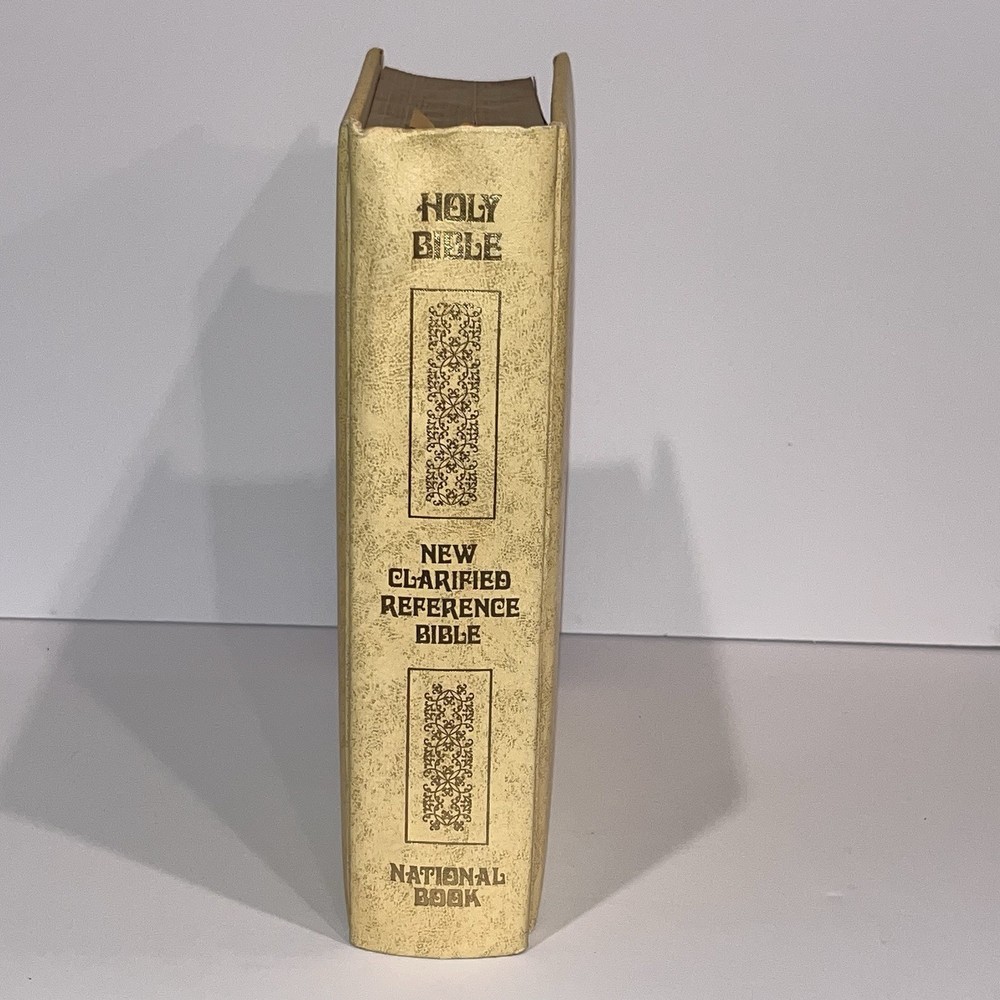 HOLY
BIBLE
NEW
CLARIFIED
REFERENCE
BIBLE
NATIONAL
BOOK